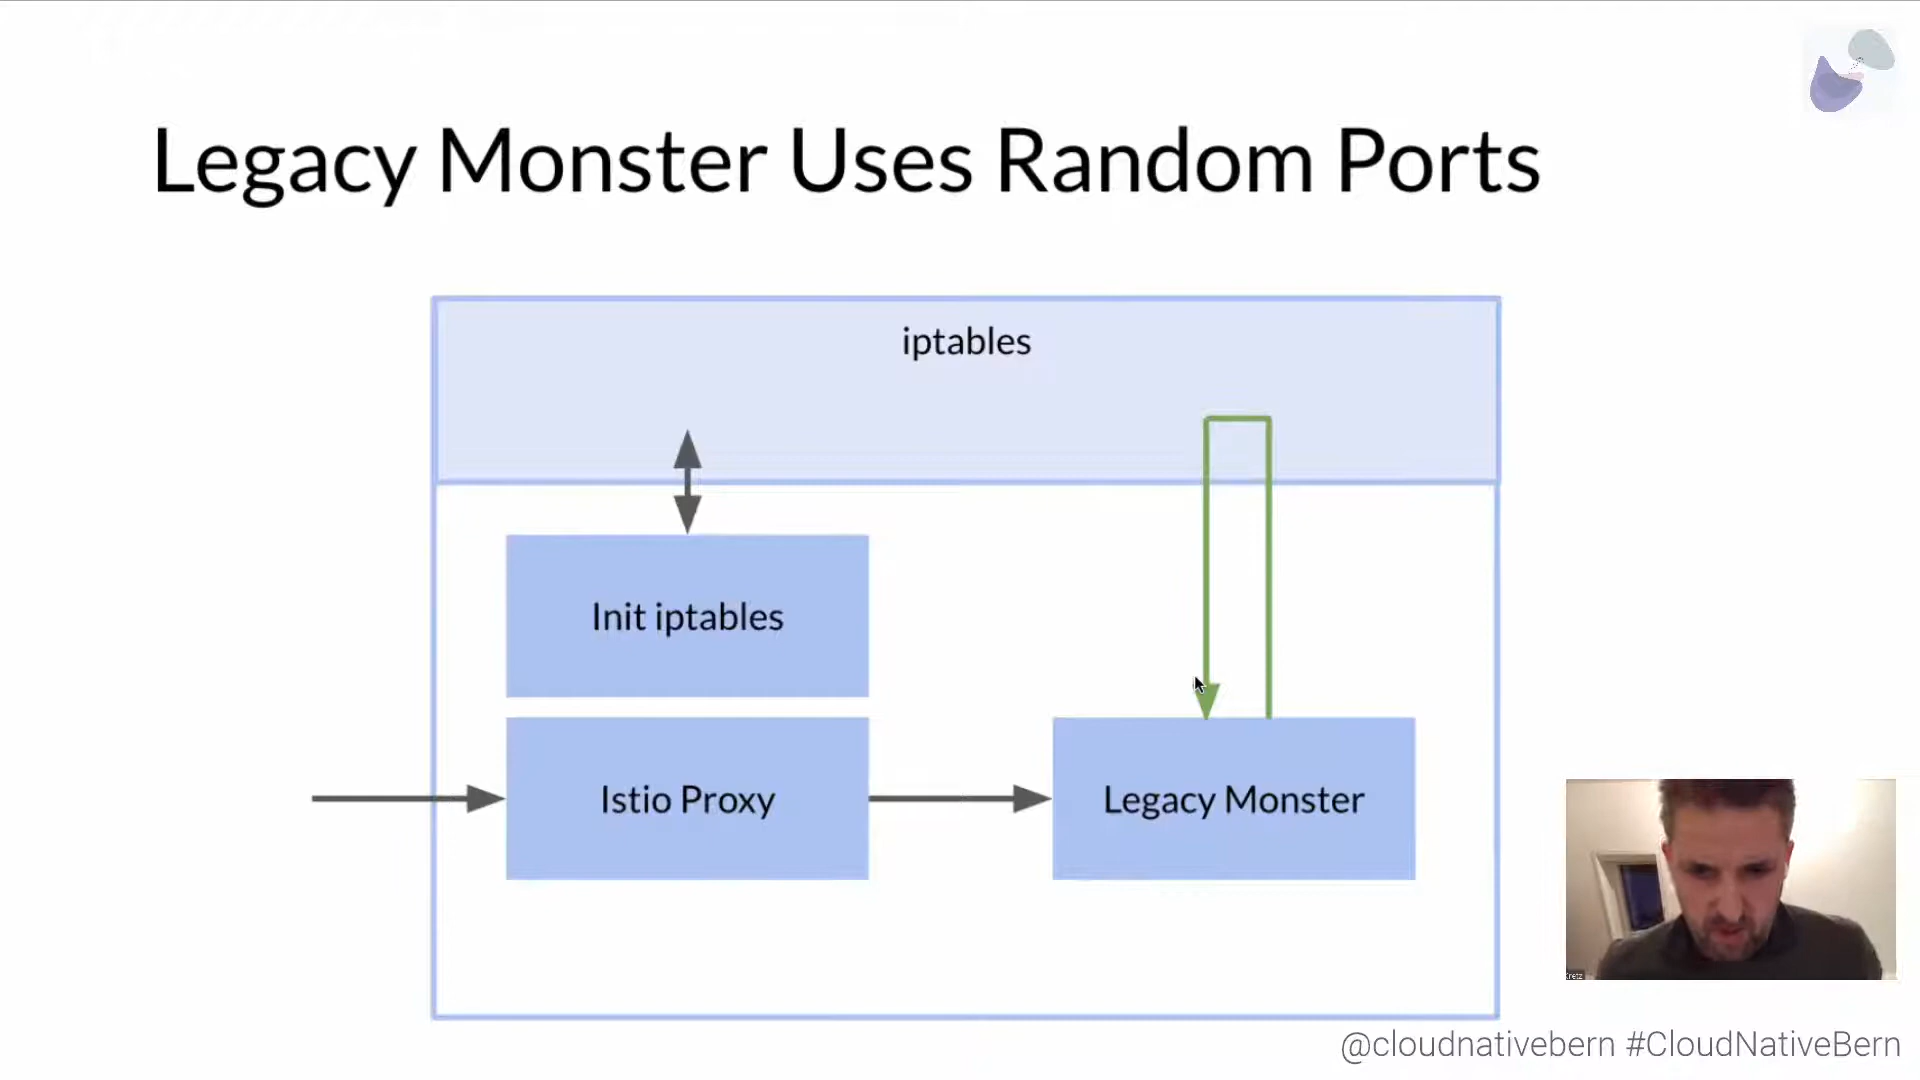 Legacy Monster Uses Random Ports
iptables
Init iptables
Istio Proxy
Legacy Monster
@cloudnativebern #CloudNativeBern